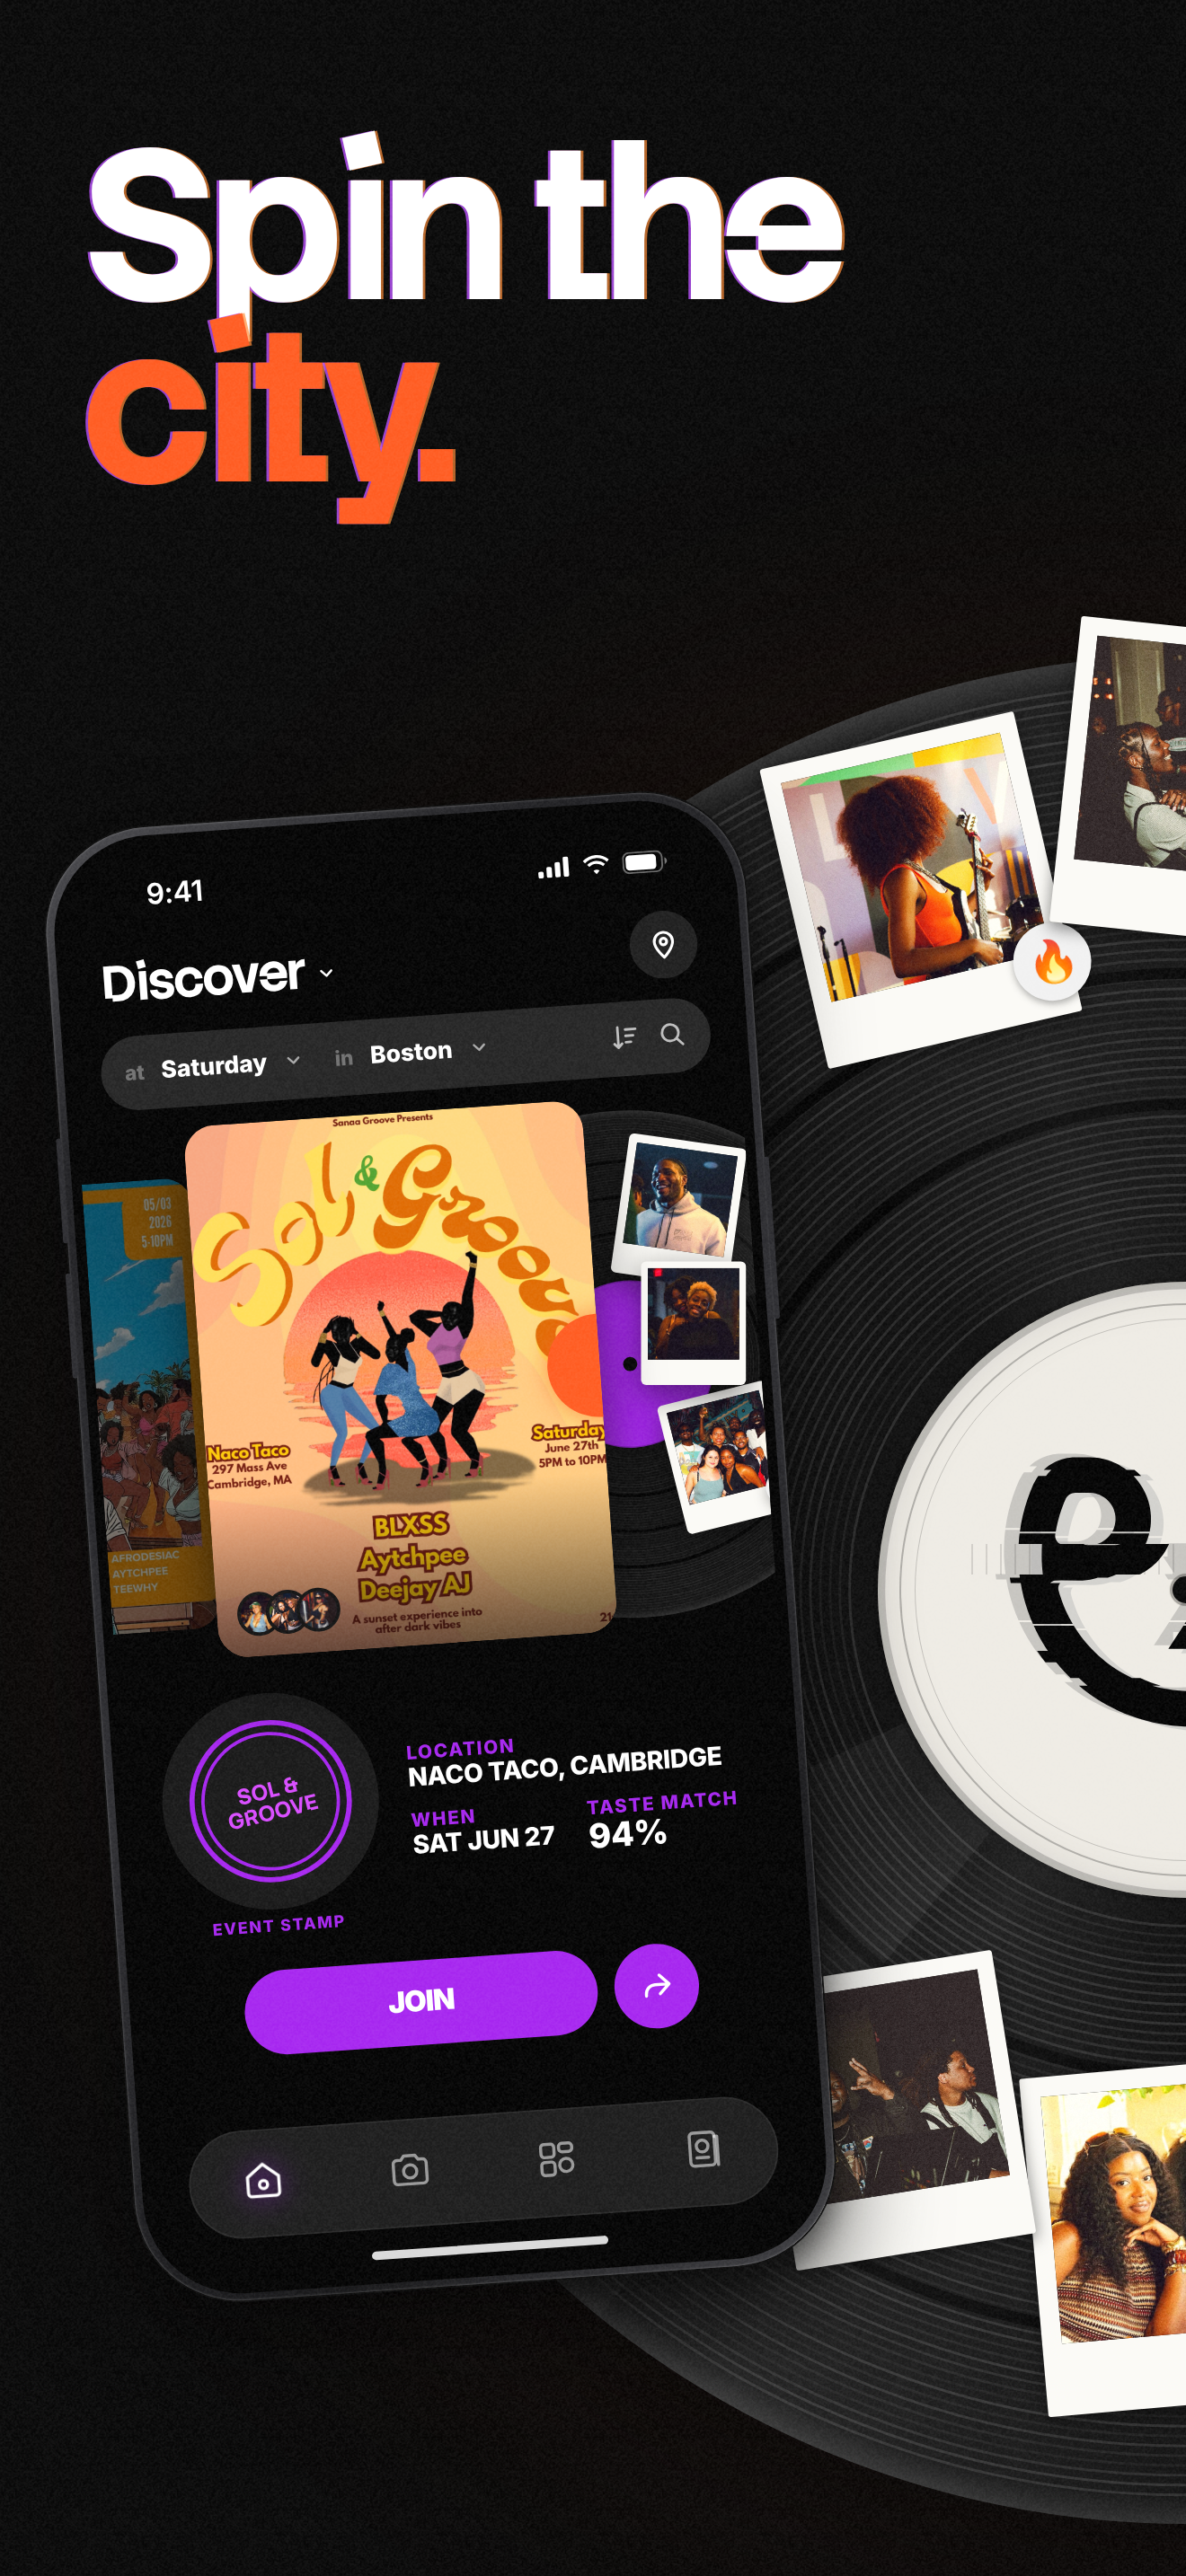 Spin the
city.
9:41
Discover
at Saturday in Boston
05/03
2026
5-10PM
AFRODESIAC
AYTCHPEE
TEEWHY
Sanaa Groove Presents
Sol & Groove
Naco Taco
297 Mass Ave
Cambridge, MA
Saturday
June 27th
5PM to 10PM
BLXSS
Aytchpee
Deejay AJ
A sunset experience into
after dark vibes
21
SOL &
GROOVE
EVENT STAMP
LOCATION
NACO TACO, CAMBRIDGE
WHEN
SAT JUN 27
TASTE MATCH
94%
JOIN